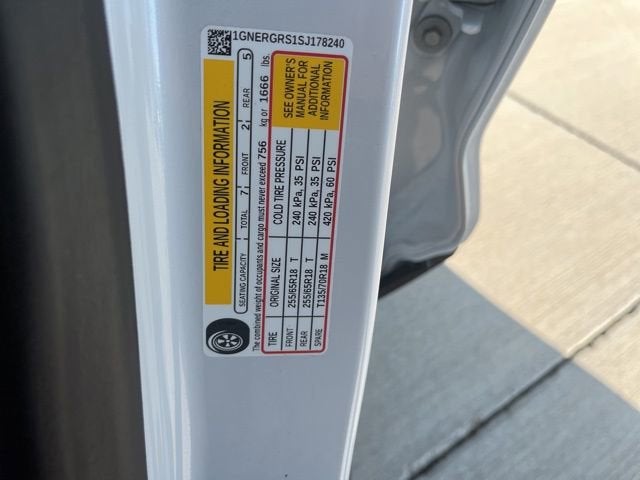 1GNERGRS1SJ178240
TIRE AND LOADING INFORMATION
SEATING CAPACITY TOTAL 7 FRONT 2 REAR 5
The combined weight of occupants and cargo must never exceed 756 kg or 1666 lbs.
TIRE ORIGINAL SIZE COLD TIRE PRESSURE
FRONT 255/65R18 T 240 kPa, 35 PSI
REAR 255/65R18 T 240 kPa, 35 PSI
SPARE T135/70R18 M 420 kPa, 60 PSI
SEE OWNER'S
MANUAL FOR
ADDITIONAL
INFORMATION